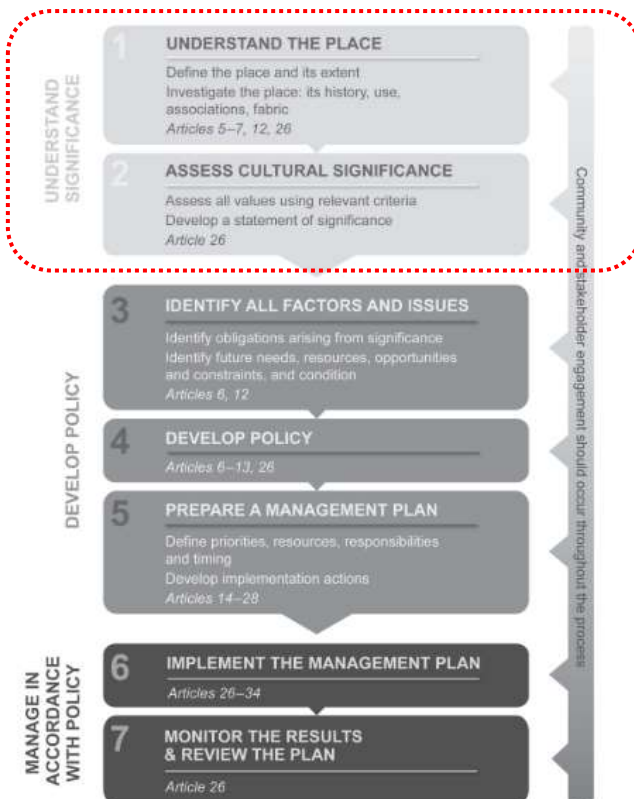 UNDERSTAND
SIGNIFICANCE
1
UNDERSTAND THE PLACE
Define the place and its extent
Investigate the place: its history, use,
associations, fabric
Articles 5–7, 12, 26
2
ASSESS CULTURAL SIGNIFICANCE
Assess all values using relevant criteria
Develop a statement of significance
Article 26
DEVELOP POLICY
3
IDENTIFY ALL FACTORS AND ISSUES
Identify obligations arising from significance
Identify future needs, resources, opportunities
and constraints, and condition
Articles 6, 12
4
DEVELOP POLICY
Articles 6–13, 26
5
PREPARE A MANAGEMENT PLAN
Define priorities, resources, responsibilities
and timing
Develop implementation actions
Articles 14–28
MANAGE IN
ACCORDANCE
WITH POLICY
6
IMPLEMENT THE MANAGEMENT PLAN
Articles 26–34
7
MONITOR THE RESULTS
& REVIEW THE PLAN
Article 26
Community and stakeholder engagement should occur throughout the process